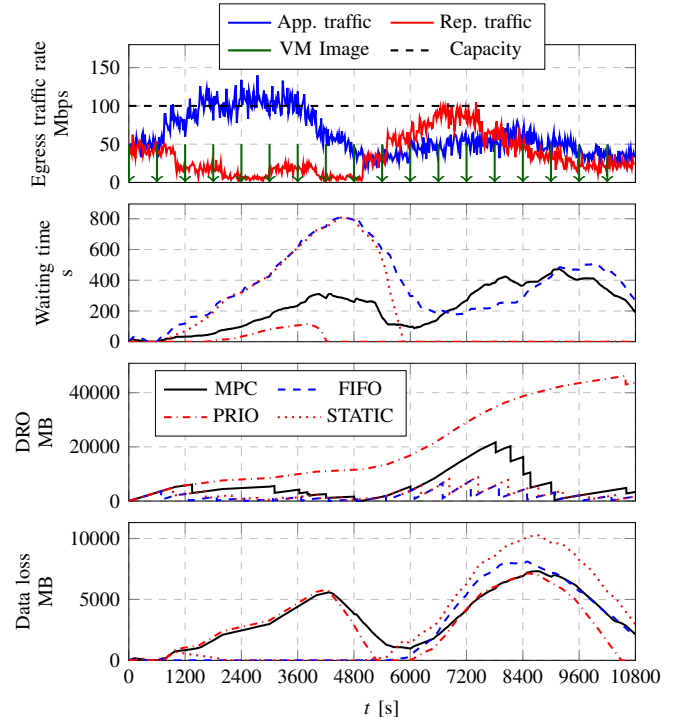 App. traffic Rep. traffic
VM Image Capacity
Egress traffic rate
Mbps
150
100
50
0
Waiting time
s
800
600
400
200
0
MPC FIFO
PRIO STATIC
DRO
MB
40000
20000
0
Data loss
MB
10000
5000
0
0 1200 2400 3600 4800 6000 7200 8400 9600 10800
t [s]